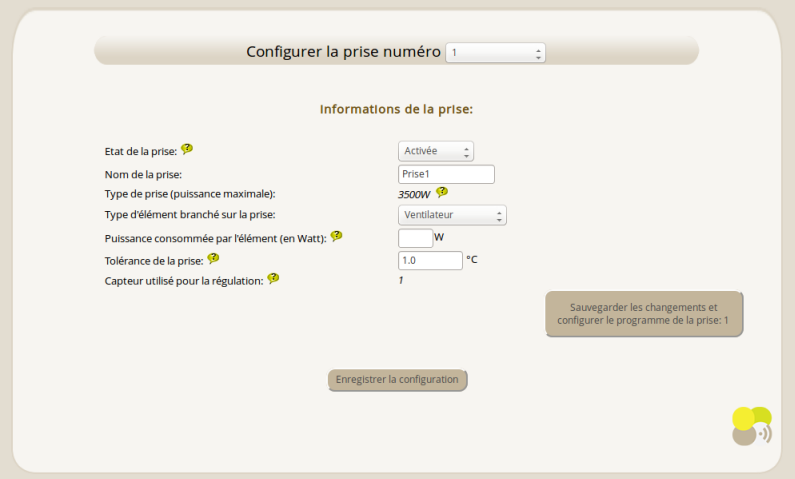 Configurer la prise numéro 1
Informations de la prise:
Etat de la prise: ? Activée
Nom de la prise: Prise1
Type de prise (puissance maximale): 3500W ?
Type d'élément branché sur la prise: Ventilateur
Puissance consommée par l'élément (en Watt): ? W
Tolérance de la prise: ? 1.0 °C
Capteur utilisé pour la régulation: ? 1
Sauvegarder les changements et
configurer le programme de la prise: 1
Enregistrer la configuration